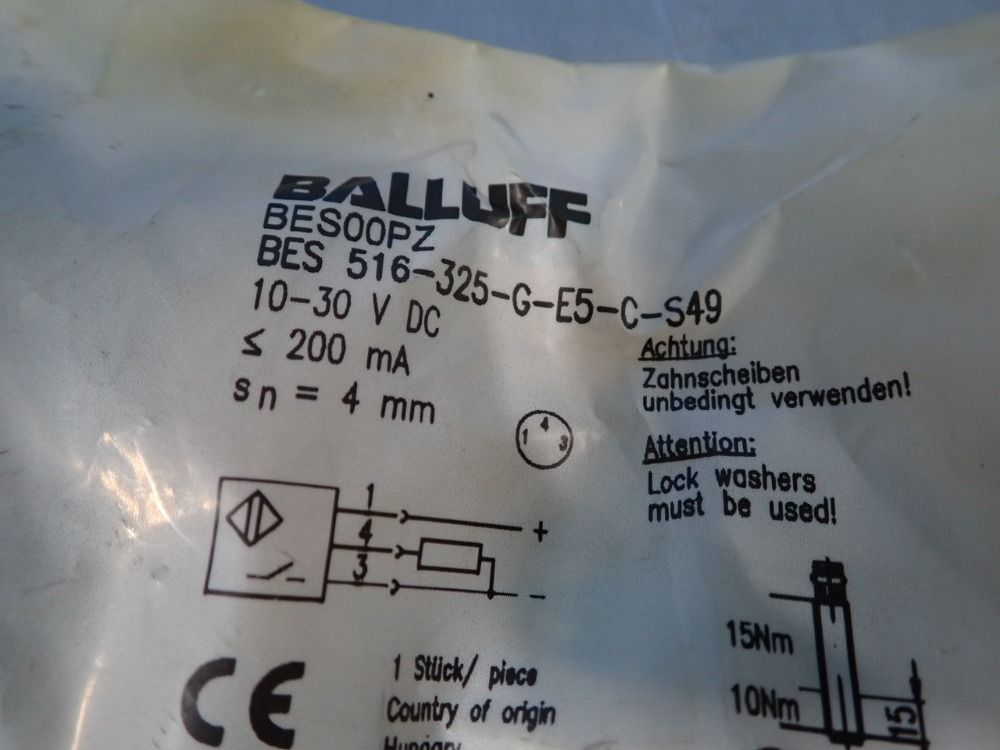 BALLUFF
BES00PZ
BES 516-325-G-E5-C-S49
10-30 V DC
≤ 200 mA
sn = 4 mm
Achtung:
Zahnscheiben
unbedingt verwenden!
Attention:
Lock washers
must be used!
1 4 3
1
+
4
3
-
15Nm
10Nm
15
CE
1 Stück/ piece
Country of origin
Hungary